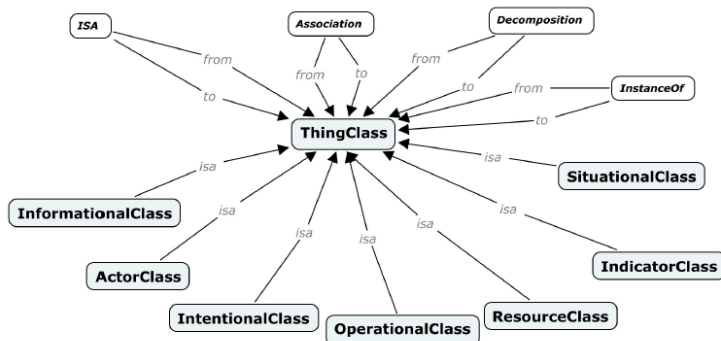 ISA
Association
Decomposition
InstanceOf
from
to
from
to
from
to
from
to
ThingClass
isa
isa
isa
isa
isa
isa
isa
SituationalClass
InformationalClass
ActorClass
IndicatorClass
IntentionalClass
OperationalClass
ResourceClass